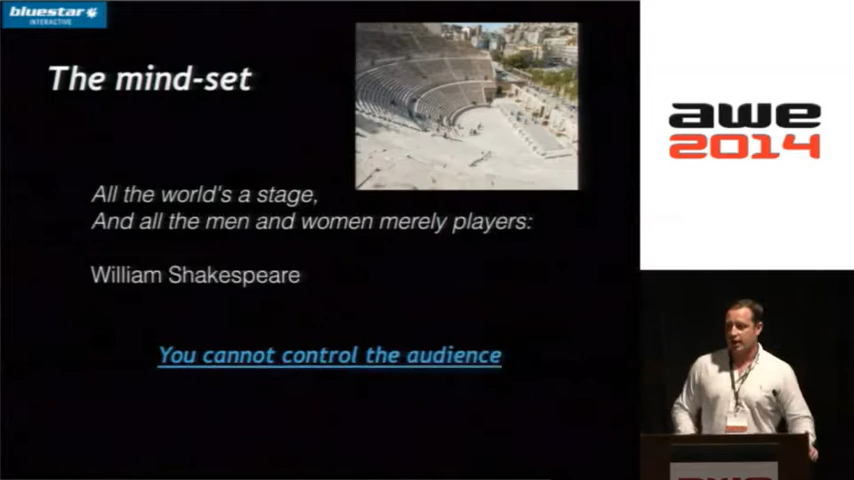 bluestar
INTERACTIVE
The mind-set
All the world's a stage,
And all the men and women merely players:
William Shakespeare
You cannot control the audience
awe
2014
awe